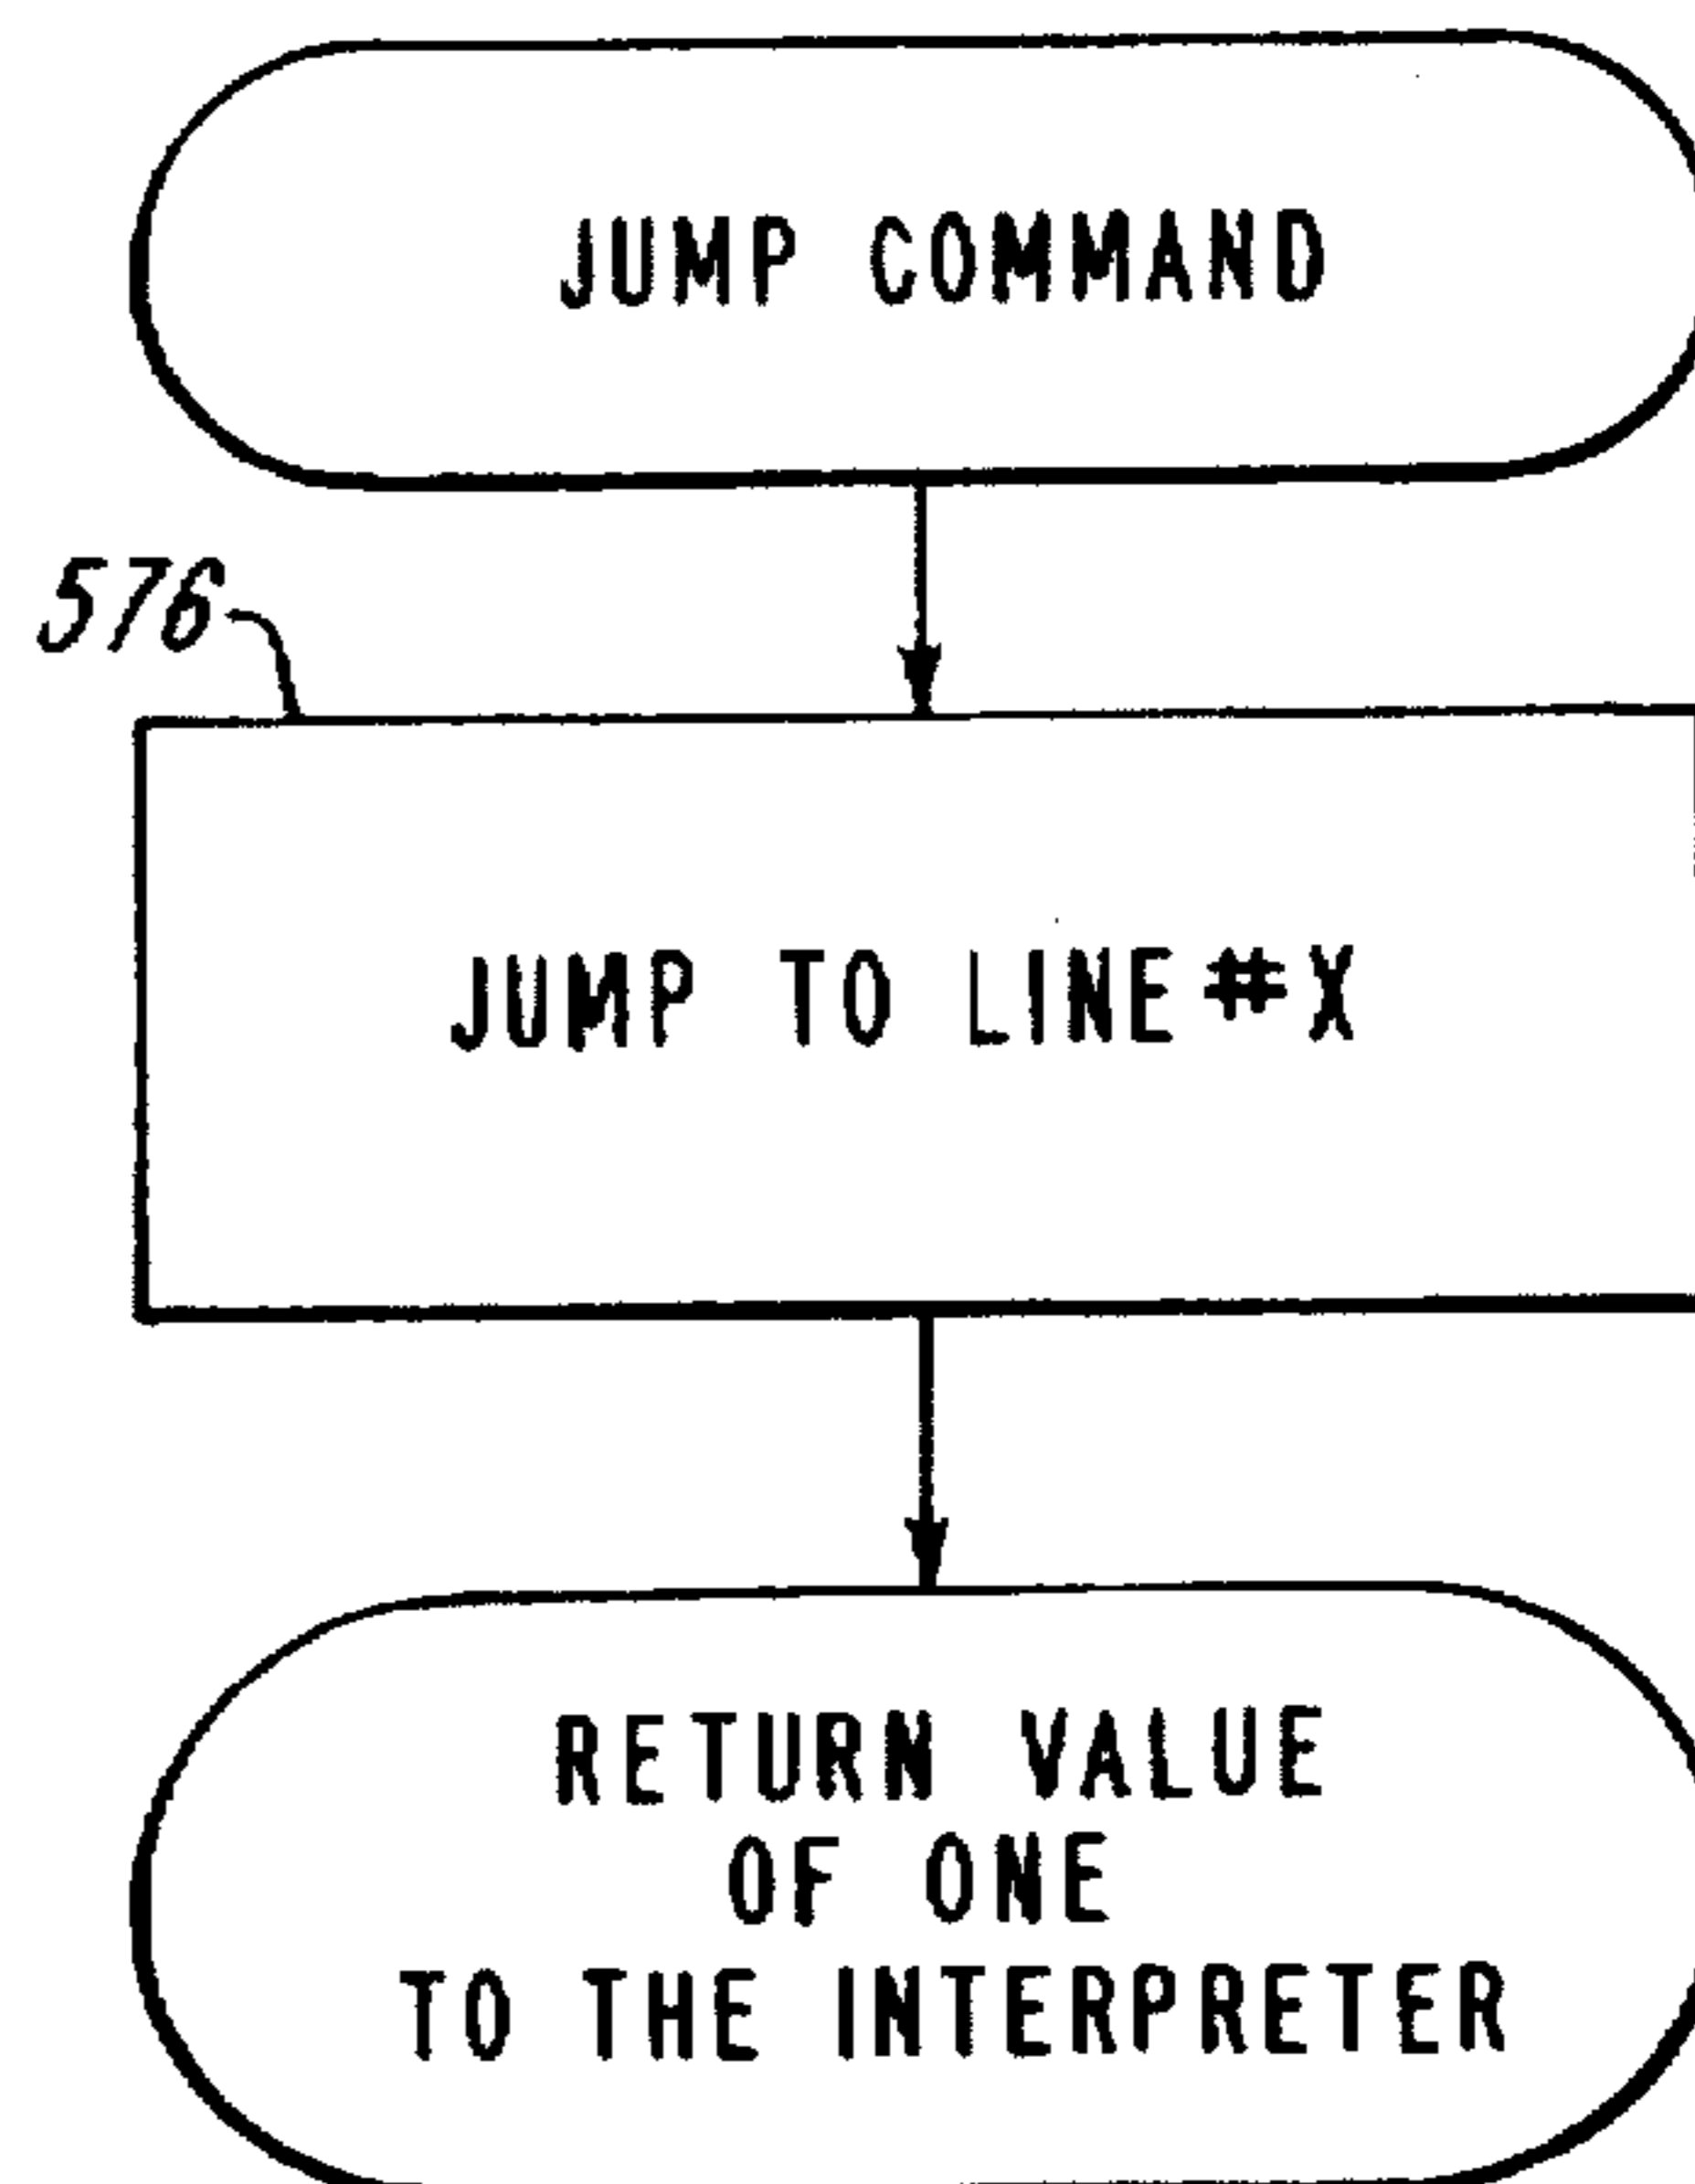 JUMP COMMAND
576
JUMP TO LINE #X
RETURN VALUE
OF ONE
TO THE INTERPRETER